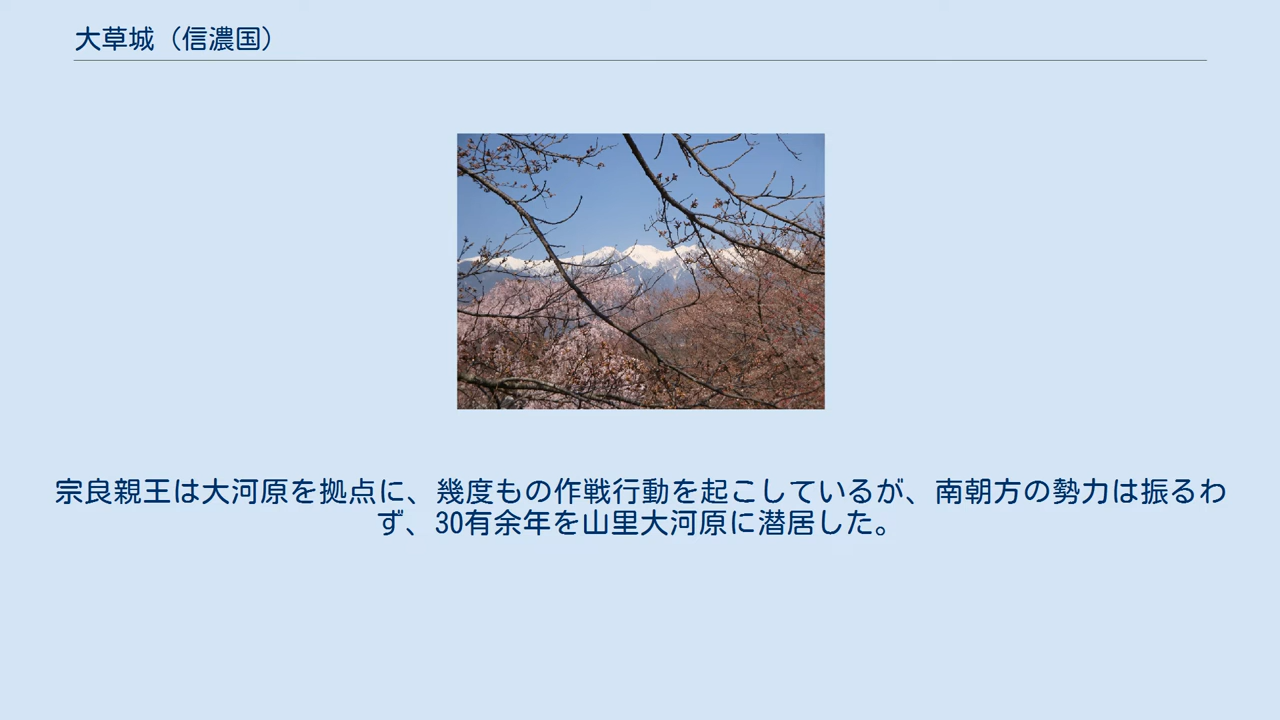 大草城（信濃国）
宗良親王は大河原を拠点に、幾度もの作戦行動を起こしているが、南朝方の勢力は振るわ
ず、30有余年を山里大河原に潜居した。